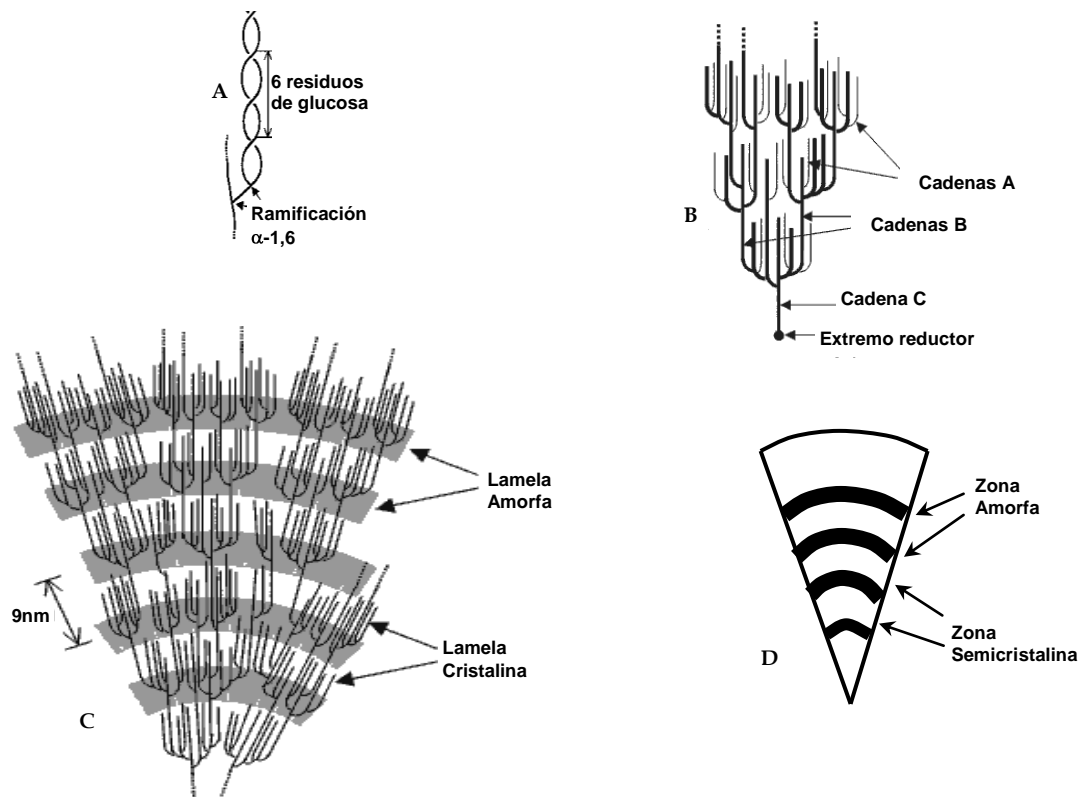 A
6 residuos
de glucosa
Ramificación
α-1,6
B
Cadenas A
Cadenas B
Cadena C
Extremo reductor
Lamela
Amorfa
9nm
Lamela
Cristalina
C
Zona
Amorfa
Zona
Semicristalina
D